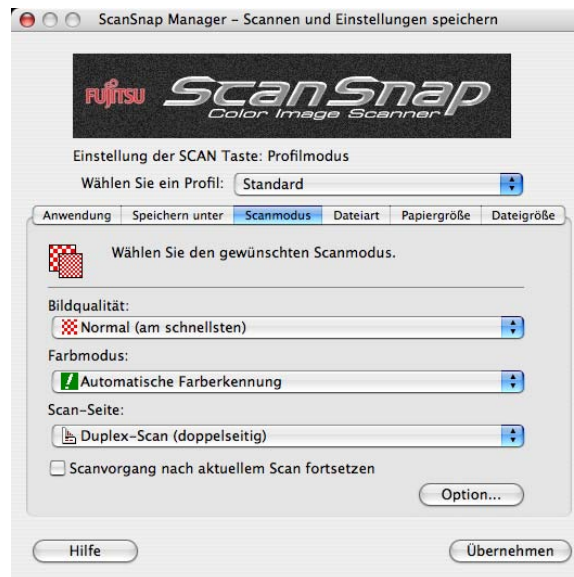 ScanSnap Manager – Scannen und Einstellungen speichern
FUJITSU ScanSnap
Color Image Scanner
Einstellung der SCAN Taste: Profilmodus
Wählen Sie ein Profil: Standard
Anwendung Speichern unter Scanmodus Dateiart Papiergröße Dateigröße
Wählen Sie den gewünschten Scanmodus.
Bildqualität:
Normal (am schnellsten)
Farbmodus:
Automatische Farberkennung
Scan-Seite:
Duplex-Scan (doppelseitig)
Scanvorgang nach aktuellem Scan fortsetzen
Option...
Hilfe Übernehmen